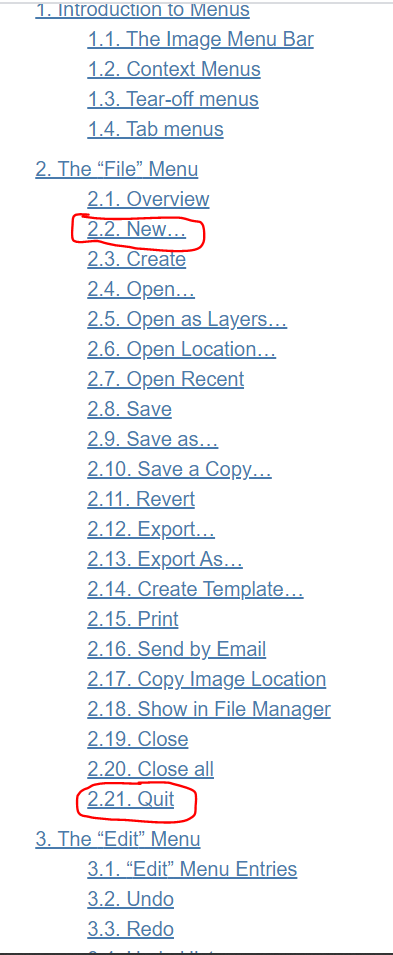 1. Introduction to Menus
1.1. The Image Menu Bar
1.2. Context Menus
1.3. Tear-off menus
1.4. Tab menus
2. The “File” Menu
2.1. Overview
2.2. New…
2.3. Create
2.4. Open…
2.5. Open as Layers…
2.6. Open Location…
2.7. Open Recent
2.8. Save
2.9. Save as…
2.10. Save a Copy…
2.11. Revert
2.12. Export…
2.13. Export As…
2.14. Create Template…
2.15. Print
2.16. Send by Email
2.17. Copy Image Location
2.18. Show in File Manager
2.19. Close
2.20. Close all
2.21. Quit
3. The “Edit” Menu
3.1. “Edit” Menu Entries
3.2. Undo
3.3. Redo